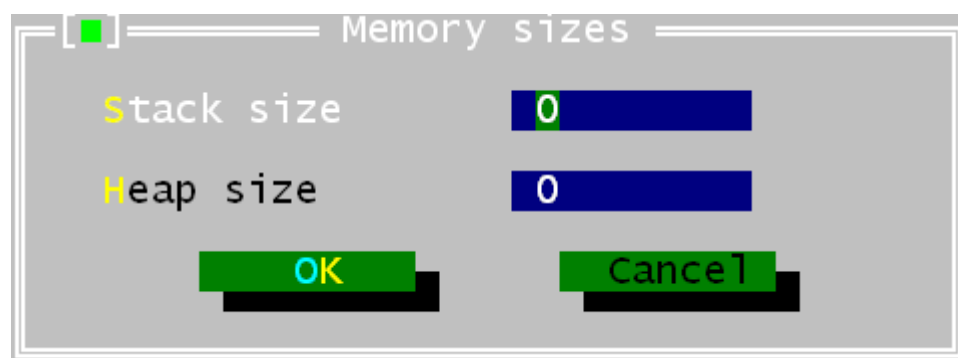 [■] Memory sizes
Stack size 0
Heap size 0
OK Cancel